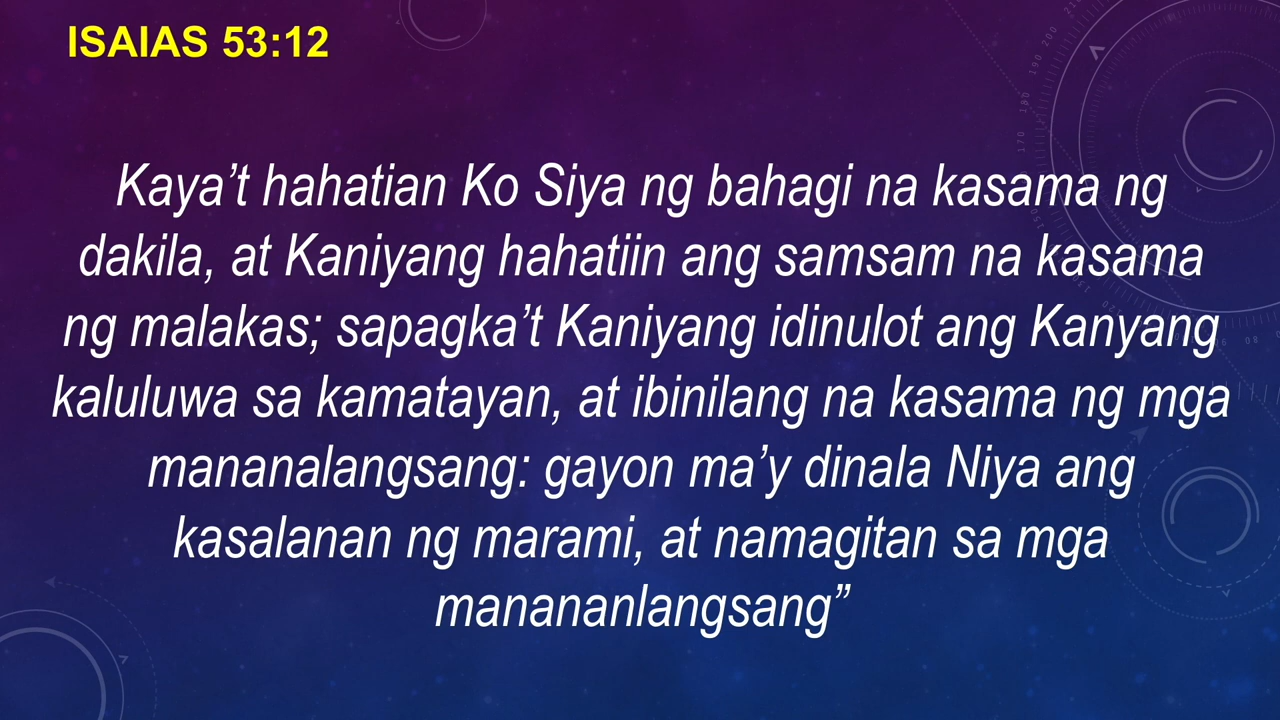 ISAIAS 53:12
Kaya’t hahatian Ko Siya ng bahagi na kasama ng
dakila, at Kaniyang hahatiin ang samsam na kasama
ng malakas; sapagka’t Kaniyang idinulot ang Kanyang
kaluluwa sa kamatayan, at ibinilang na kasama ng mga
mananalangsang: gayon ma’y dinala Niya ang
kasalanan ng marami, at namagitan sa mga
manananlangsang”